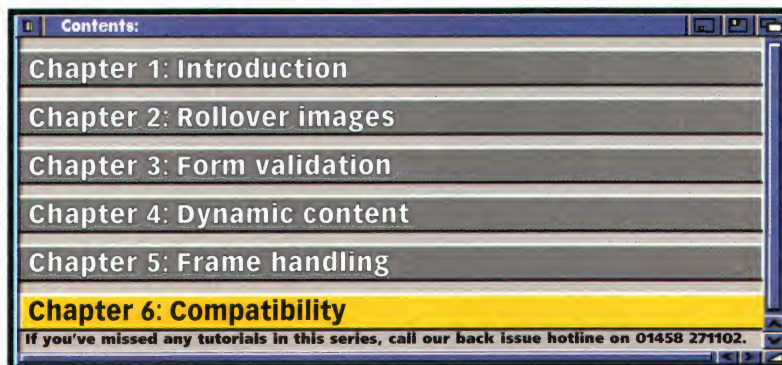 Contents:
Chapter 1: Introduction
Chapter 2: Rollover images
Chapter 3: Form validation
Chapter 4: Dynamic content
Chapter 5: Frame handling
Chapter 6: Compatibility
If you've missed any tutorials in this series, call our back issue hotline on 01458 271102.